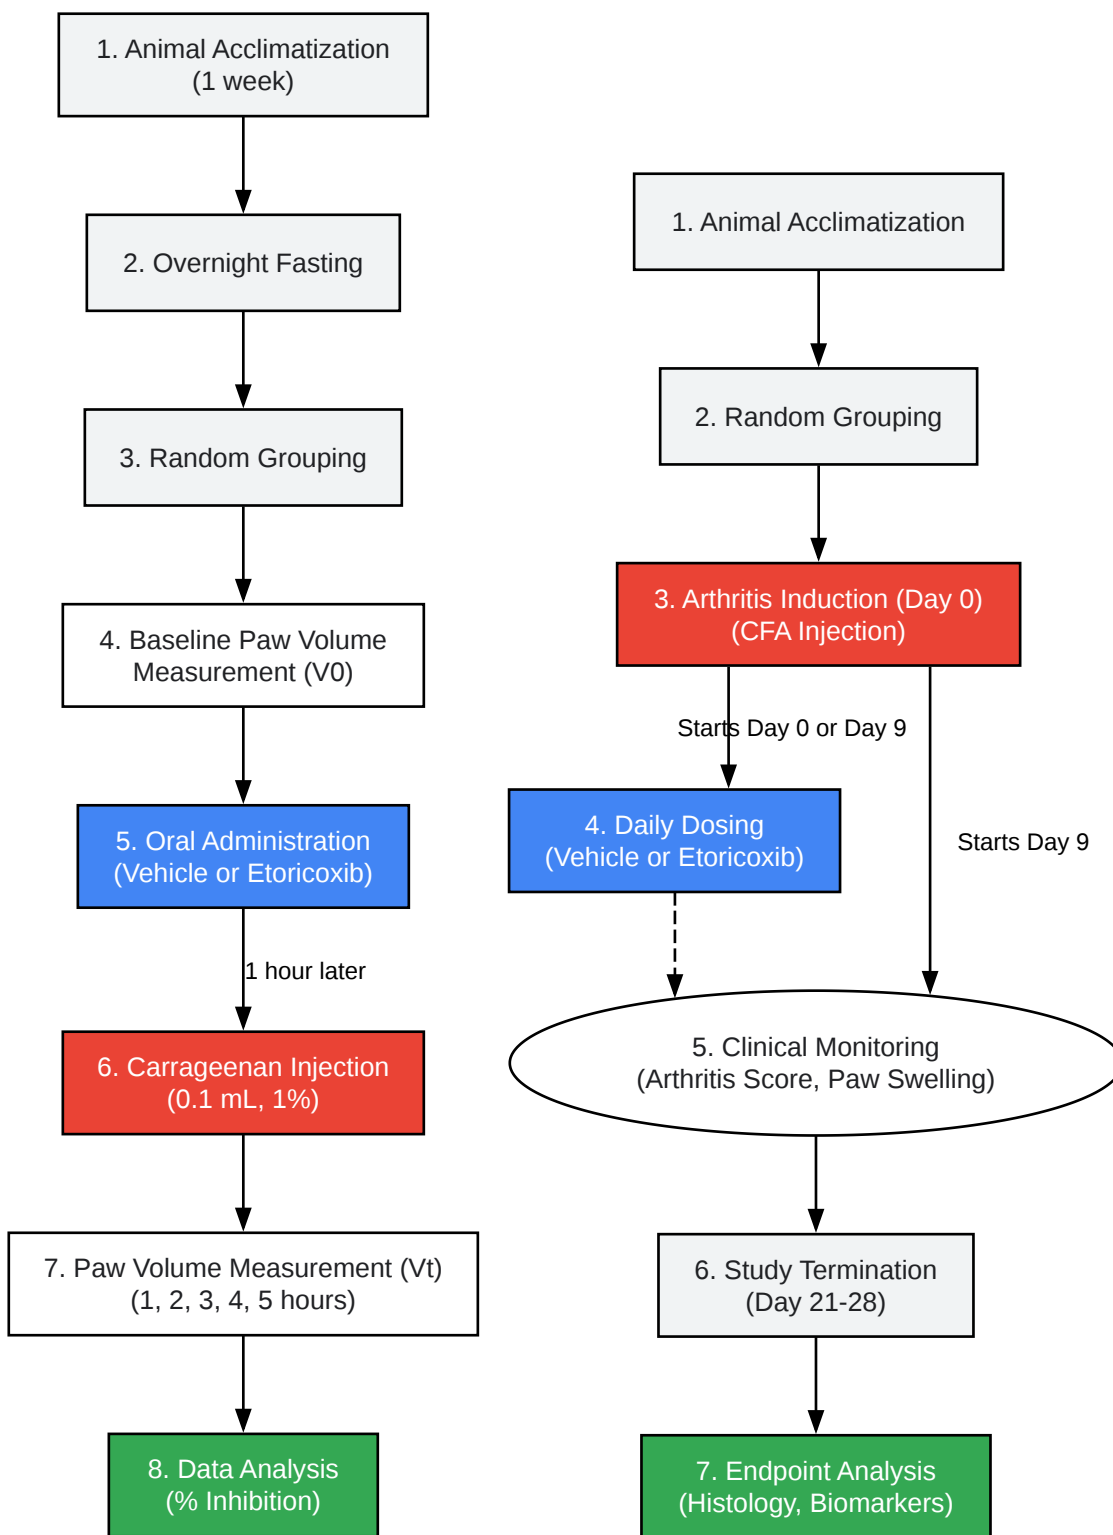 1. Animal Acclimatization
(1 week)
2. Overnight Fasting
3. Random Grouping
4. Baseline Paw Volume
Measurement (V0)
5. Oral Administration
(Vehicle or Etoricoxib)
1 hour later
6. Carrageenan Injection
(0.1 mL, 1%)
7. Paw Volume Measurement (Vt)
(1, 2, 3, 4, 5 hours)
8. Data Analysis
(% Inhibition)
1. Animal Acclimatization
2. Random Grouping
3. Arthritis Induction (Day 0)
(CFA Injection)
Starts Day 0 or Day 9
4. Daily Dosing
(Vehicle or Etoricoxib)
Starts Day 9
5. Clinical Monitoring
(Arthritis Score, Paw Swelling)
6. Study Termination
(Day 21-28)
7. Endpoint Analysis
(Histology, Biomarkers)